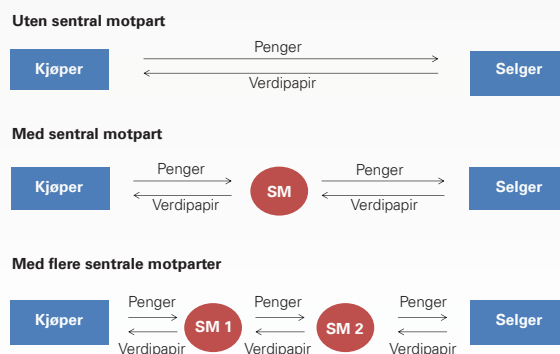 Uten sentral motpart
Penger
Kjøper
Selger
Verdipapir
Med sentral motpart
Penger
Penger
Kjøper
SM
Selger
Verdipapir
Verdipapir
Med flere sentrale motparter
Penger
Penger
Penger
Kjøper
SM 1
SM 2
Selger
Verdipapir
Verdipapir
Verdipapir